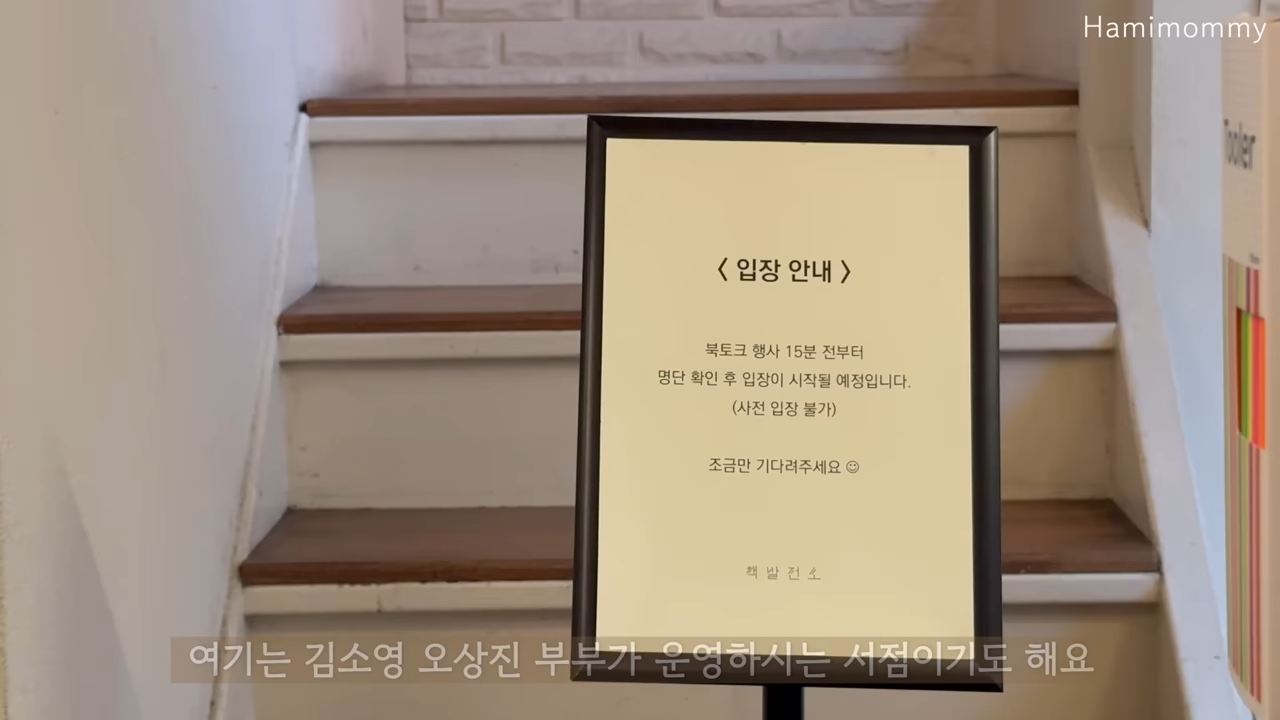 Hamimommy
Tooler
< 입장 안내 >
북토크 행사 15분 전부터
명단 확인 후 입장이 시작될 예정입니다.
(사전 입장 불가)
조금만 기다려주세요 ☺
책발전소
여기는 김소영 오상진 부부가 운영하시는 서점이기도 해요